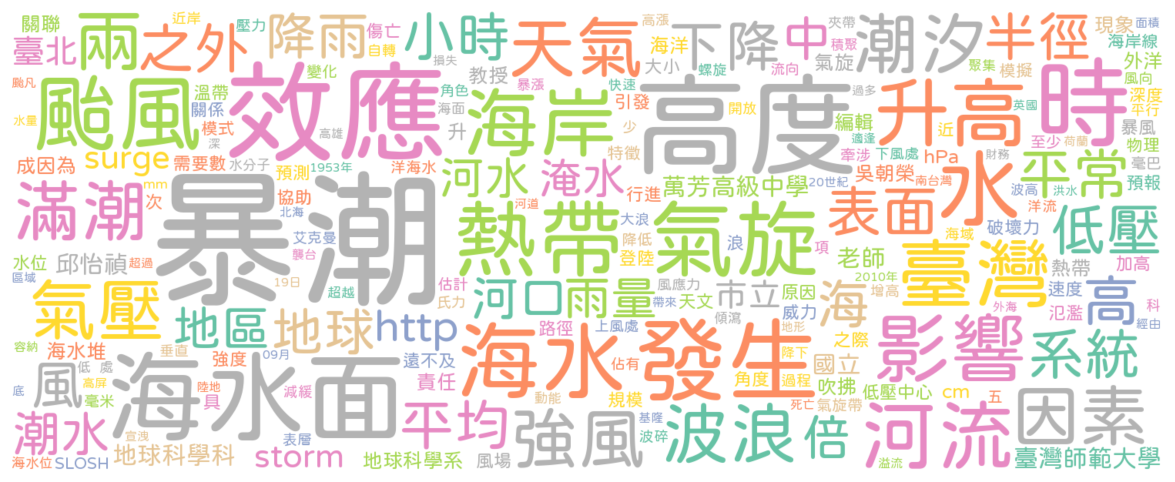 暴潮
海水面
高度
效應
熱帶氣旋
海水發生
颱風
海岸
臺灣
影響
河流
因素
水
時
升高
潮汐
天氣
兩
之外
降雨
小時
下降
中
半徑
滿潮
氣壓
地區
地球
http
河口
雨量
強風
波浪
倍
平均
潮水
風
storm
surge
河水
淹水
表面
平常
低壓
高
系統
海
市立
老師
臺北
關聯
近岸
壓力
傷亡
自轉
損失
颱風
溫帶
變化
關係
模式
水量
高雄
深
成因為
需要數
水分子
預測
1953年
協助
mm
次
北海
艾克曼
襲台
19日
超越
水位
邱怡禎
超過
區域
教授
角色
海面
升
海洋
大小
高漲
螺旋
快速
暴漲
引發
少
特徵
洋海水
行進
河道
大浪
浪
降低
登陸
萬芳高級中學
夾帶
積聚
氣旋
流向
模擬
聚集
現象
面積
海岸線
外洋
風向
過多
開放
適逢
編輯
近
英國
深度
平行
暴風
至少
荷蘭
物理
牽涉
下風處
hPa
財務
毫巴
20世紀
吳朝榮
南台灣
波高
洪水
預報
項
洋流
海域
破壞力
2010年
增高
熱帶
加高
速度
外海
氾濫
科
經由
估計
氏力
風應力
帶來
天文
原因
威力
傾瀉
上風處
路徑
地形
降下
佔有
之際
國立
吹拂
角度
過程
低壓中心
cm
五
氣旋帶
死亡
規模
動能
基隆
波碎
責任
遠不及
09月
強度
垂直
海水堆
容納
低
處
高屏
毫米
底
陸地
具
減緩
宣洩
表層
海水位
SLOSH
地球科學科
地球科學系
風場
溢流
臺灣師範大學